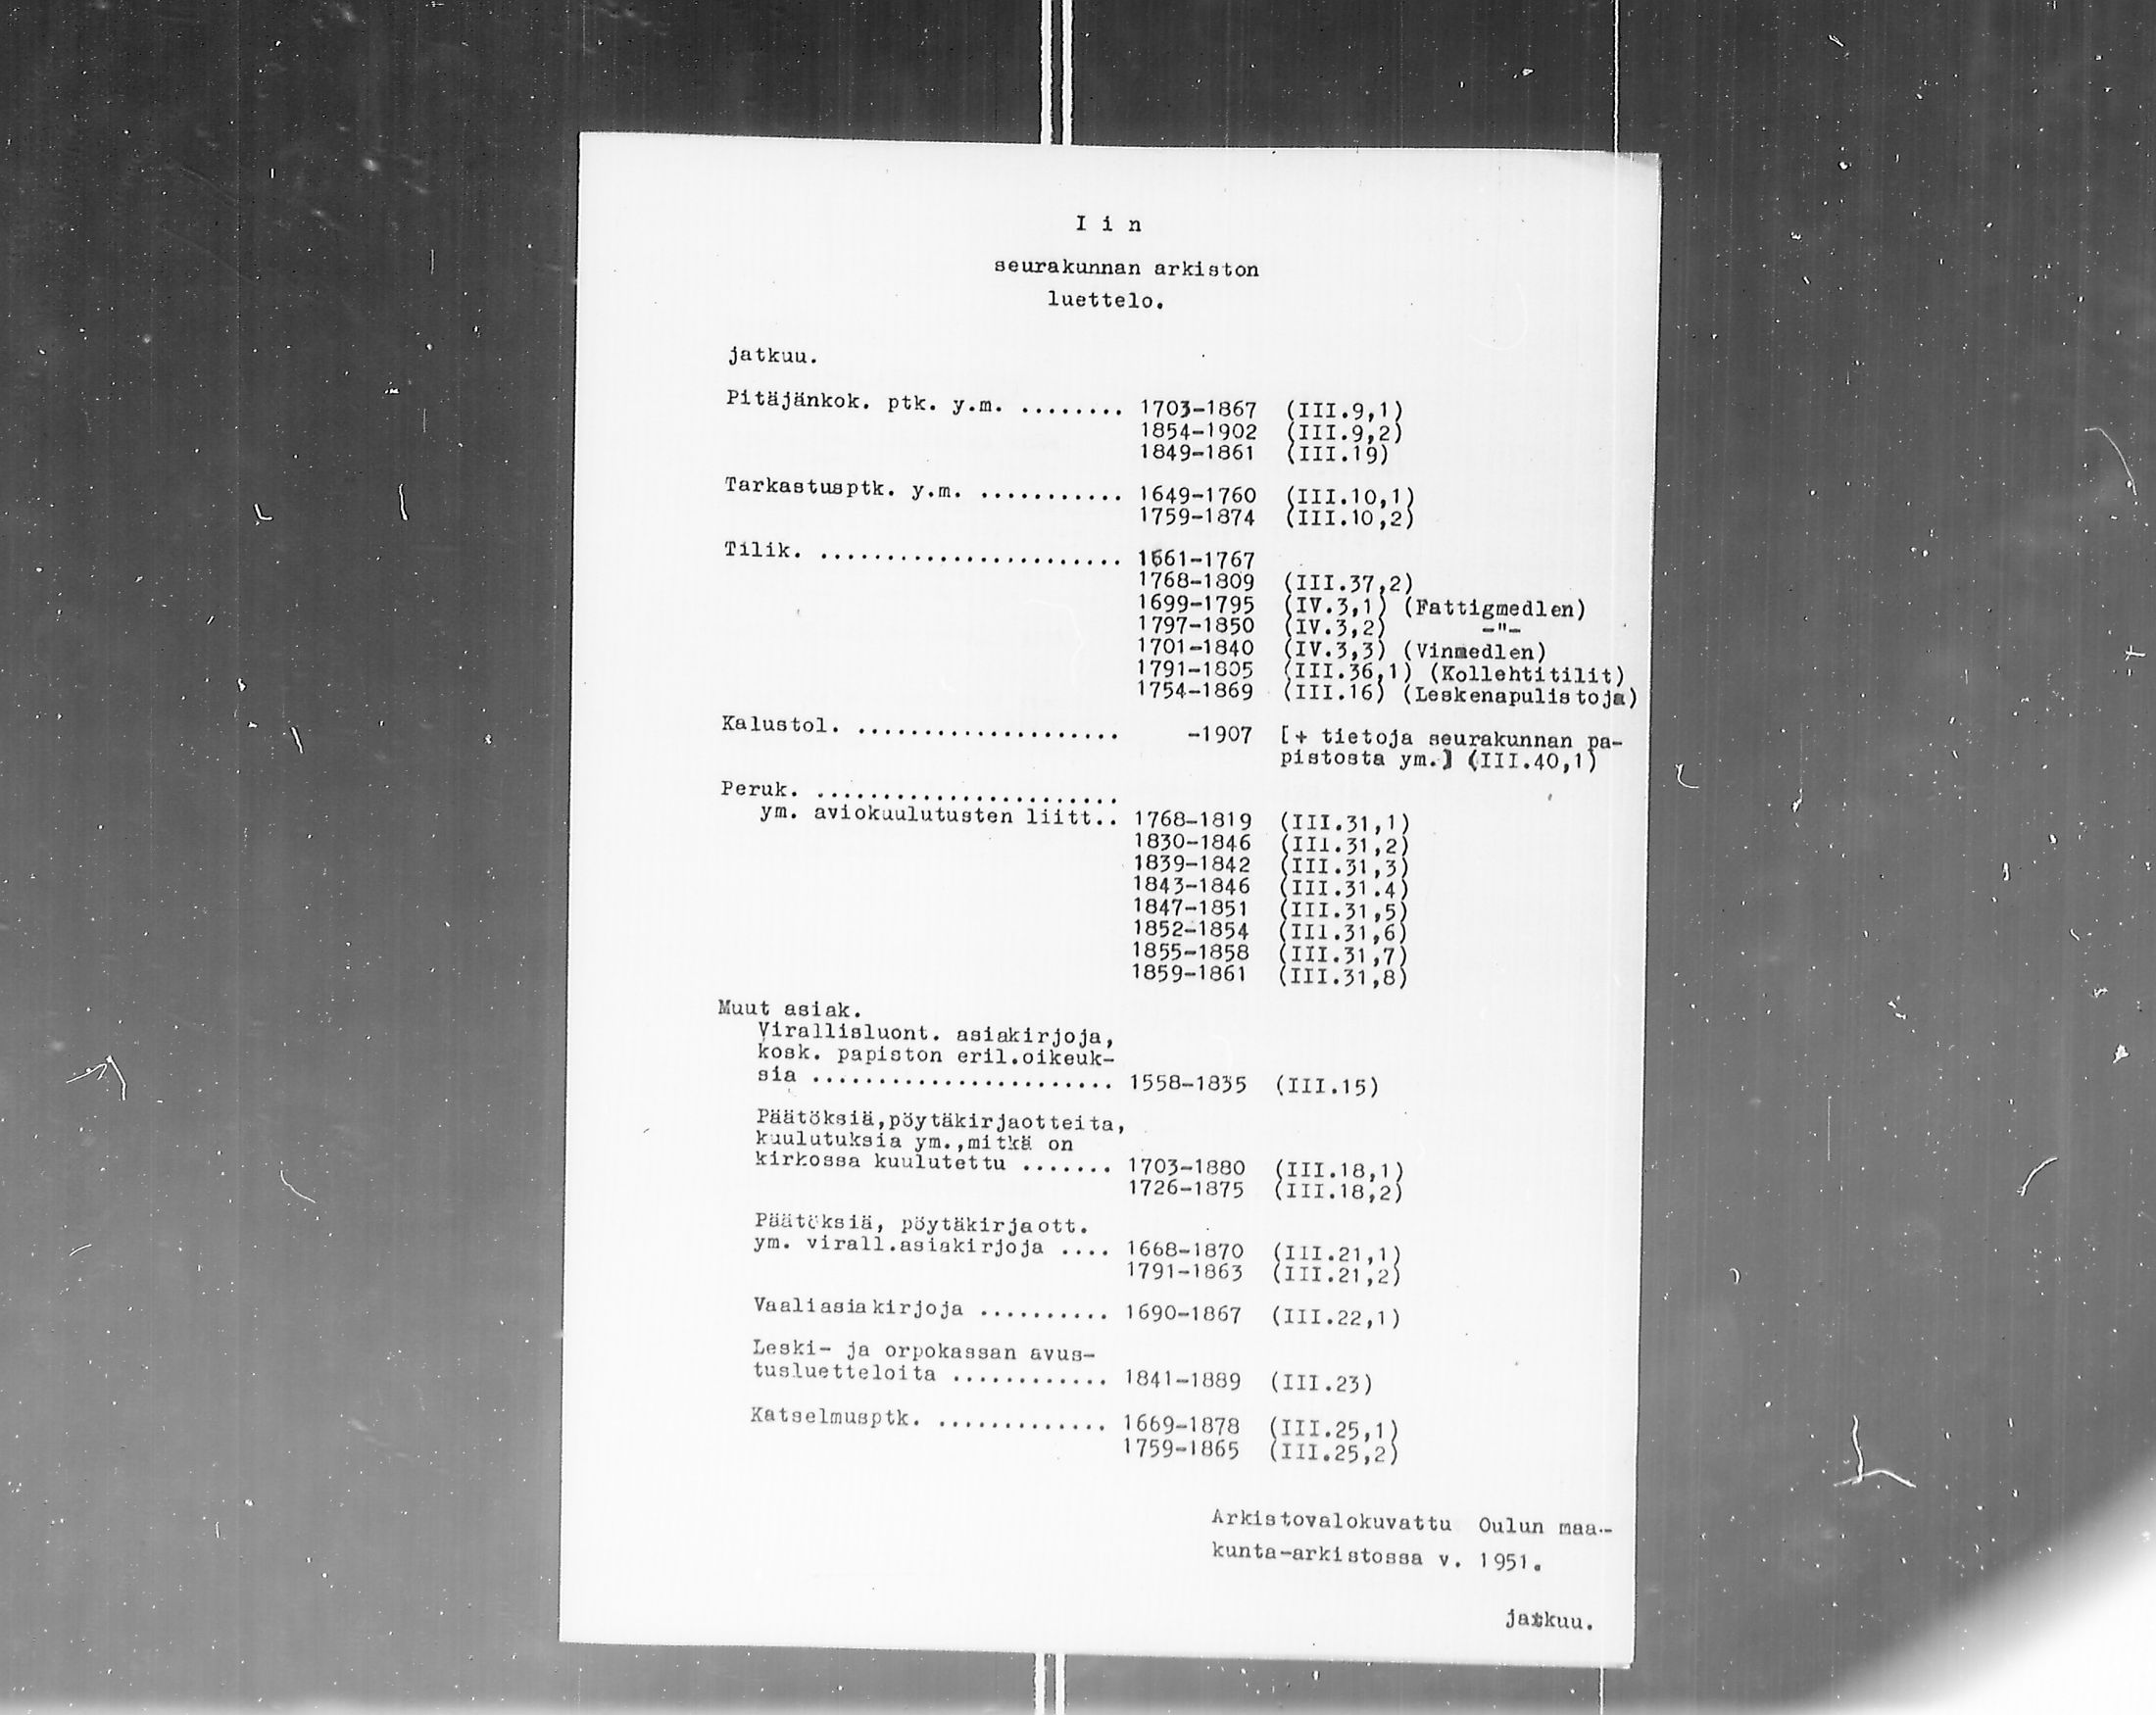 I i n
seurakunnan arkiston
luettelo.
jatkuu.
Pitäjänkok. ptk. y.m. ........ 1703-1867 (III.9,1)
1854-1902 (III.9,2)
1849-1861 (III.19)
Tarkastusptk. y.m. ........... 1649-1760 (III.10,1)
1759-1874 (III.10,2)
Tilik. ....................... 1661-1767
1768-1809 (III.37,2)
1699-1795 (IV.3,1) (Fattigmedlen)
1797-1850 (IV.3,2) -"-
1701-1840 (IV.3,3) (Vinmedlen)
1791-1805 (III.36,1) (Kollehtitilit)
1754-1869 (III.16) (Leskenapulistoja)
Kalustol. .................... -1907 [+ tietoja seurakunnan pa-
pistosta ym.] (III.40,1)
Peruk. .......................
ym. aviokuulutusten liitt.. 1768-1819 (III.31,1)
1830-1846 (III.31,2)
1839-1842 (III.31,3)
1843-1846 (III.31.4)
1847-1851 (III.31,5)
1852-1854 (III.31,6)
1855-1858 (III.31,7)
1859-1861 (III.31,8)
Muut asiak.
Virallisluont. asiakirjoja,
kosk. papiston eril.oikeuk-
sia ....................... 1558-1835 (III.15)
Päätöksiä,pöytäkirjaotteita,
kuulutuksia ym.,mitkä on
kirkossa kuulutettu ....... 1703-1880 (III.18,1)
1726-1875 (III.18,2)
Päätöksiä, pöytäkirjaott.
ym. virall.asiakirjoja .... 1668-1870 (III.21,1)
1791-1863 (III.21,2)
Vaaliasiakirjoja .......... 1690-1867 (III.22,1)
Leski- ja orpokassan avus-
tusluetteloita ............ 1841-1889 (III.23)
Katselmusptk. ............. 1669-1878 (III.25,1)
1759-1865 (III.25,2)
Arkistovalokuvattu Oulun maa-
kunta-arkistossa v. 1951.
jatkuu.